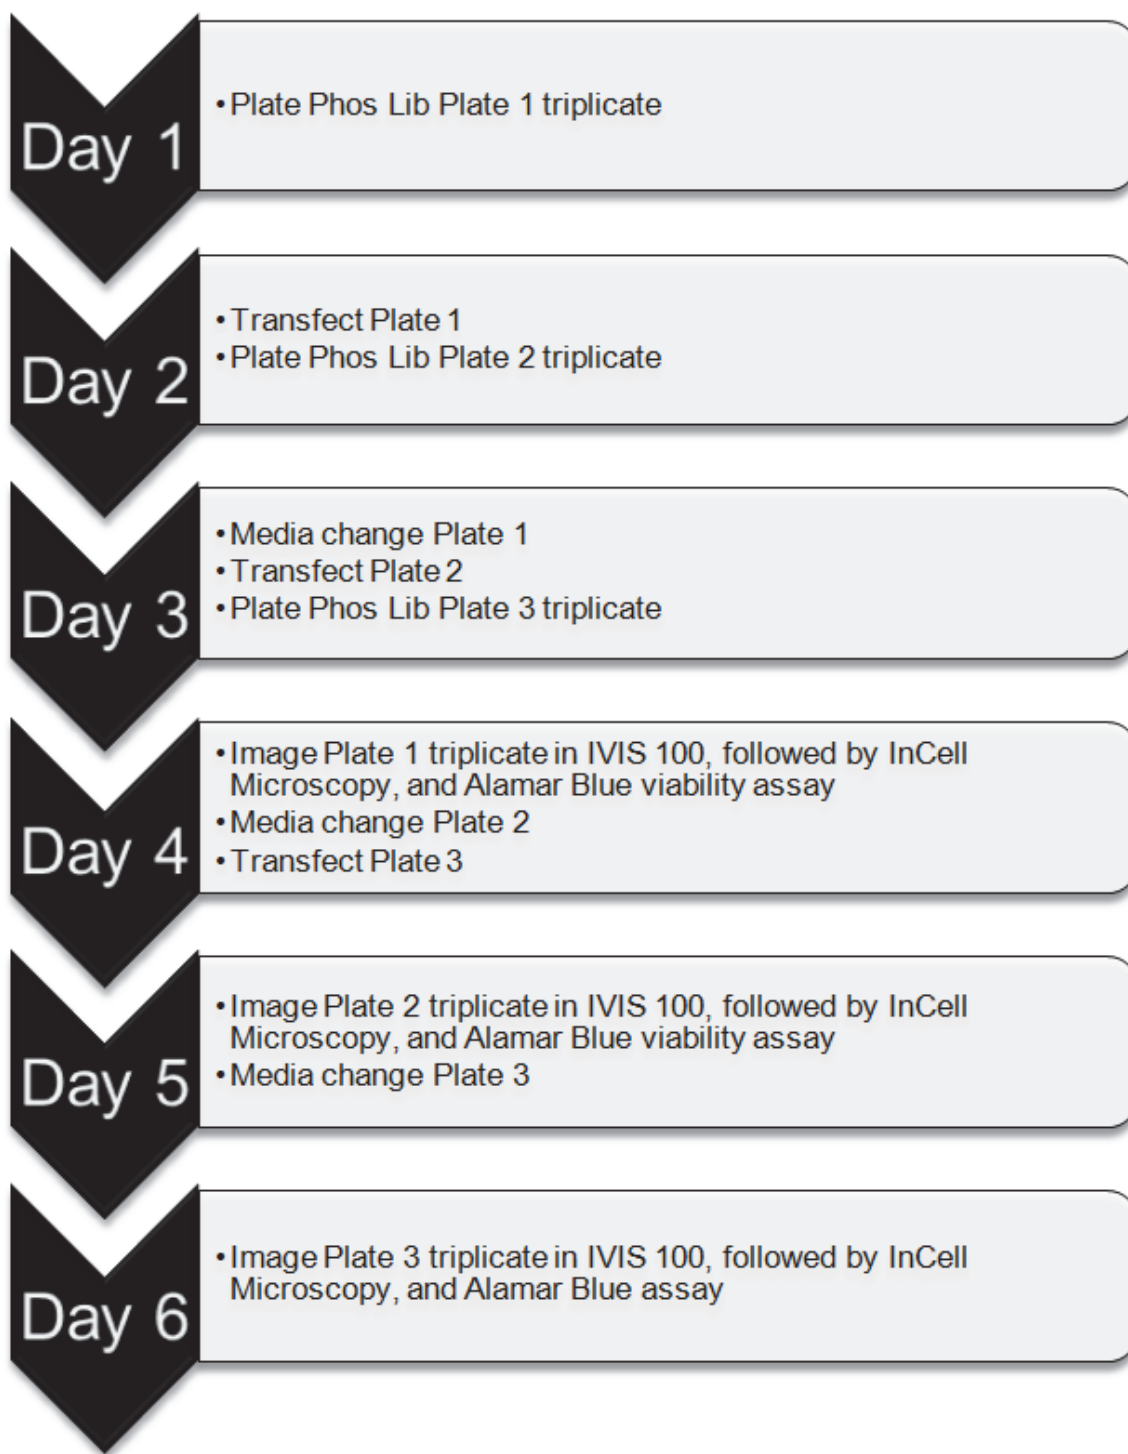 Day 1
• Plate Phos Lib Plate 1 triplicate
Day 2
• Transfect Plate 1
• Plate Phos Lib Plate 2 triplicate
Day 3
• Media change Plate 1
• Transfect Plate 2
• Plate Phos Lib Plate 3 triplicate
Day 4
• Image Plate 1 triplicate in IVIS 100, followed by InCell
Microscopy, and Alamar Blue viability assay
• Media change Plate 2
• Transfect Plate 3
Day 5
• Image Plate 2 triplicate in IVIS 100, followed by InCell
Microscopy, and Alamar Blue viability assay
• Media change Plate 3
Day 6
• Image Plate 3 triplicate in IVIS 100, followed by InCell
Microscopy, and Alamar Blue assay